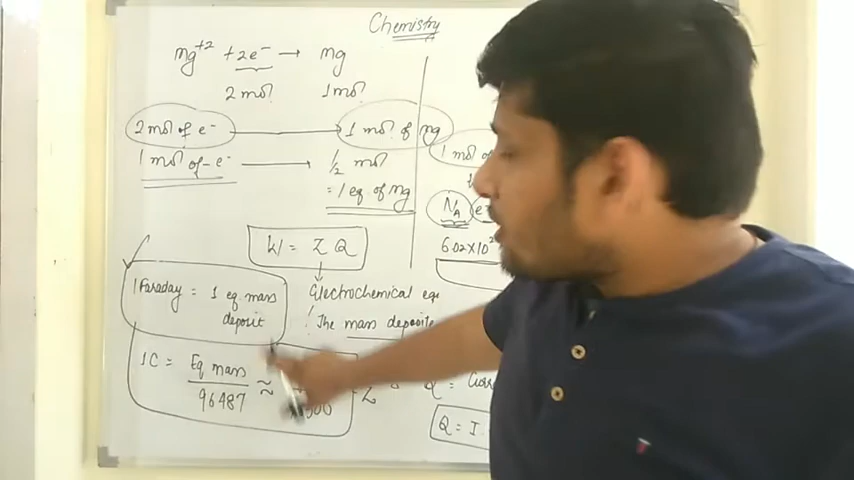 Chemistry
Mg+2 + 2e- → Mg
2 mol 1 mol
2 mol of e- 1 mol of Mg
1 mol of e- → 1/2 mol
= 1 eq of Mg
1 mol of
NA e
6.02×10
W = Z Q
1 Faraday = 1 eq mass
deposit
Electrochemical eq
The mass deposite
1C = Eq mass
96487
≈
Z
Q =
Q = I